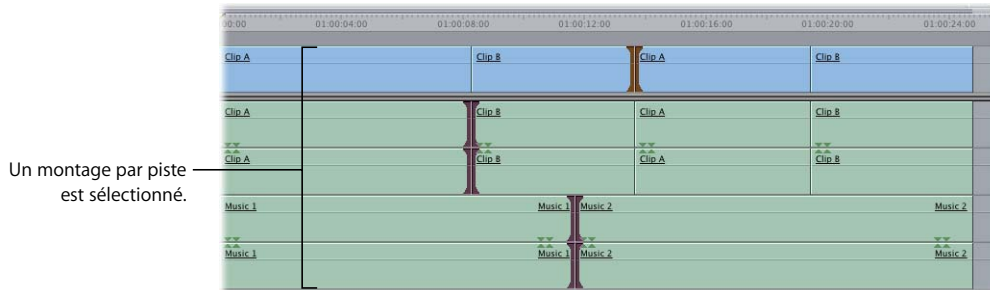 00:00 01:00:04:00 01:00:08:00 01:00:12:00 01:00:16:00 01:00:20:00 01:00:24:00
Clip A Clip B Clip A Clip B
Clip A Clip B Clip A Clip B
Clip A Clip B Clip A Clip B
Un montage par piste
est sélectionné.
Music 1 Music 1 Music 2 Music 2
Music 1 Music 1 Music 2 Music 2